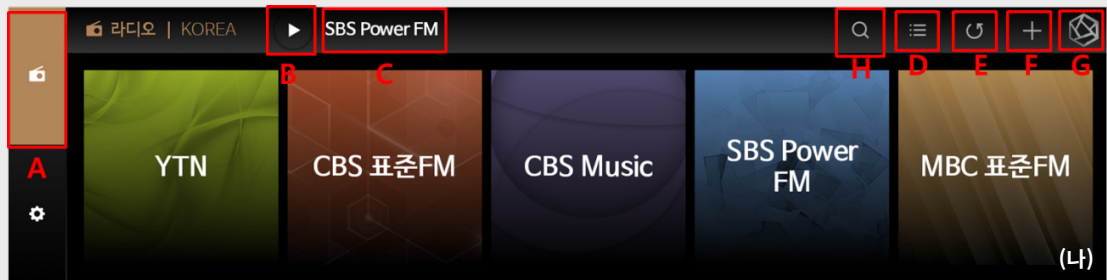 라디오 | KOREA
SBS Power FM
A
B
C
H
D
E
F
G
YTN
CBS 표준FM
CBS Music
SBS Power
FM
MBC 표준FM
(나)